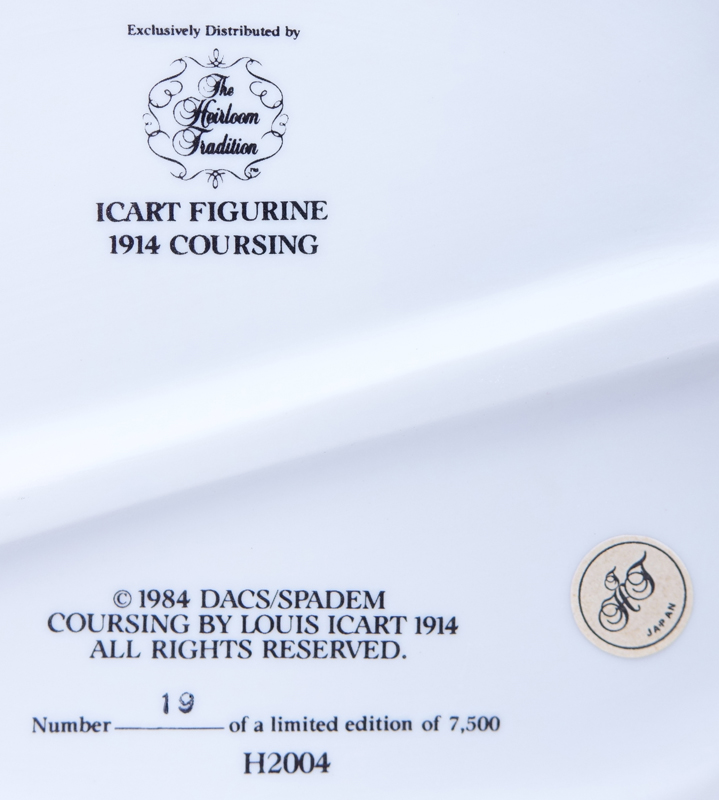 Exclusively Distributed by
The
Heirloom
Tradition
ICART FIGURINE
1914 COURSING
© 1984 DACS/SPADEM
COURSING BY LOUIS ICART 1914
ALL RIGHTS RESERVED.
19
Number of a limited edition of 7,500
H2004
JAPAN